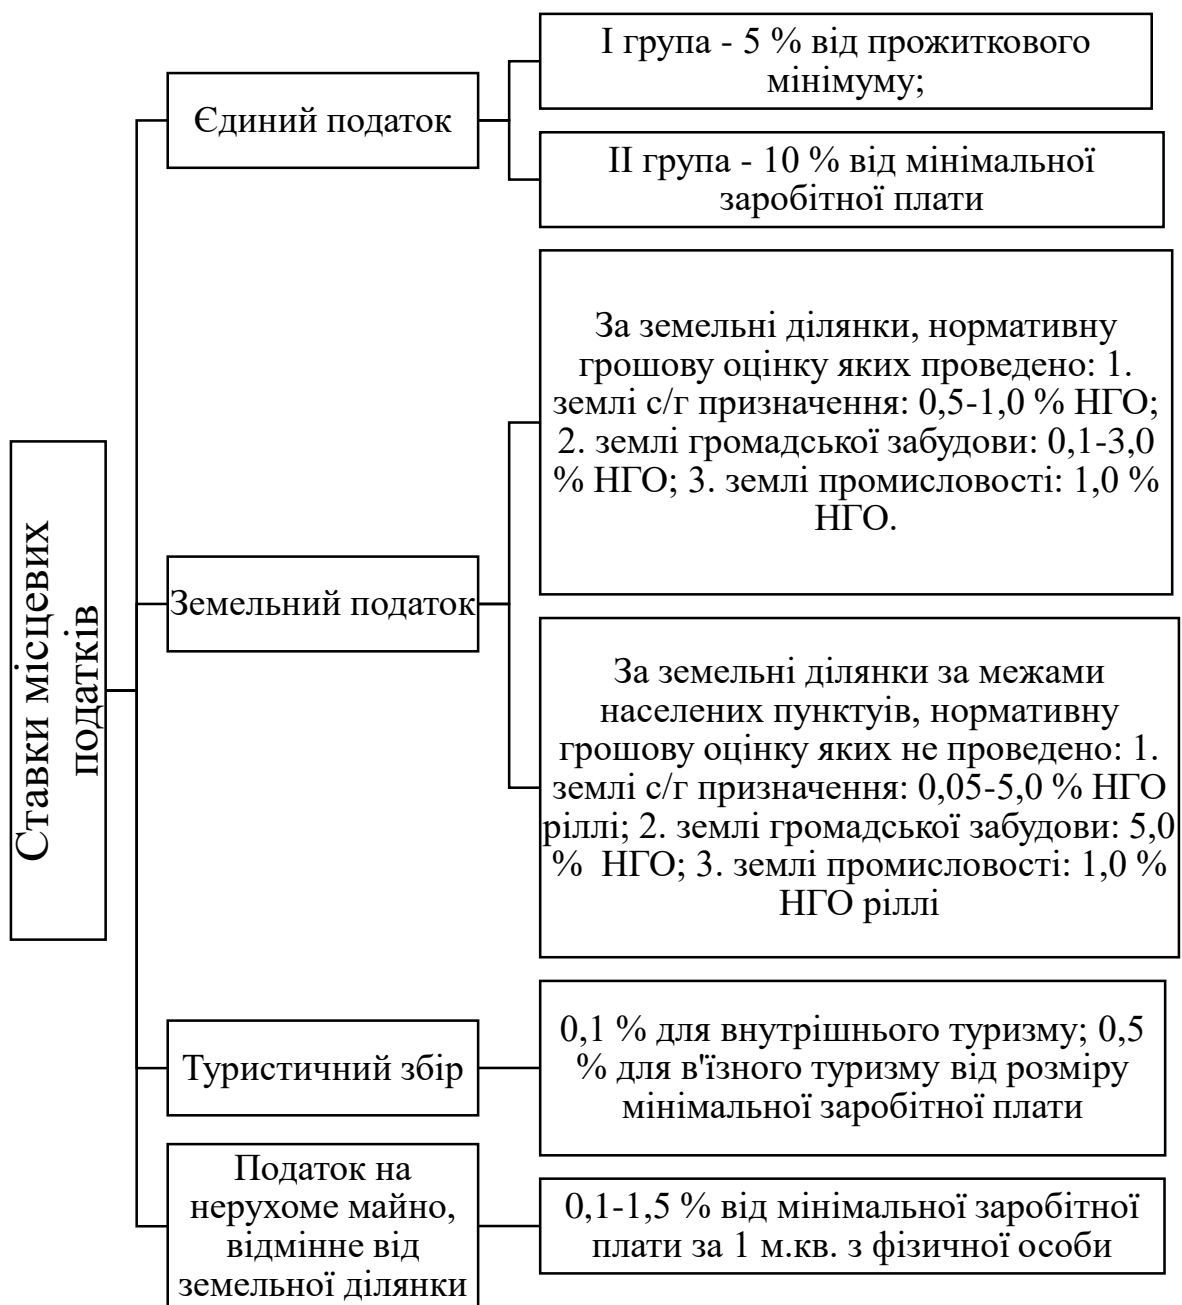 Ставки місцевих
податків
Єдиний податок
І група - 5 % від прожиткового
мінімуму;
ІІ група - 10 % від мінімальної
заробітної плати
Земельний податок
За земельні ділянки, нормативну
грошову оцінку яких проведено: 1.
землі с/г призначення: 0,5-1,0 % НГО;
2. землі громадської забудови: 0,1-3,0
% НГО; 3. землі промисловості: 1,0 %
НГО.
За земельні ділянки за межами
населених пунктуів, нормативну
грошову оцінку яких не проведено: 1.
землі с/г призначення: 0,05-5,0 % НГО
ріллі; 2. землі громадської забудови: 5,0
% НГО; 3. землі промисловості: 1,0 %
НГО ріллі
Туристичний збір
0,1 % для внутрішнього туризму; 0,5
% для в'їзного туризму від розміру
мінімальної заробітної плати
Податок на
нерухоме майно,
відмінне від
земельної ділянки
0,1-1,5 % від мінімальної заробітної
плати за 1 м.кв. з фізичної особи